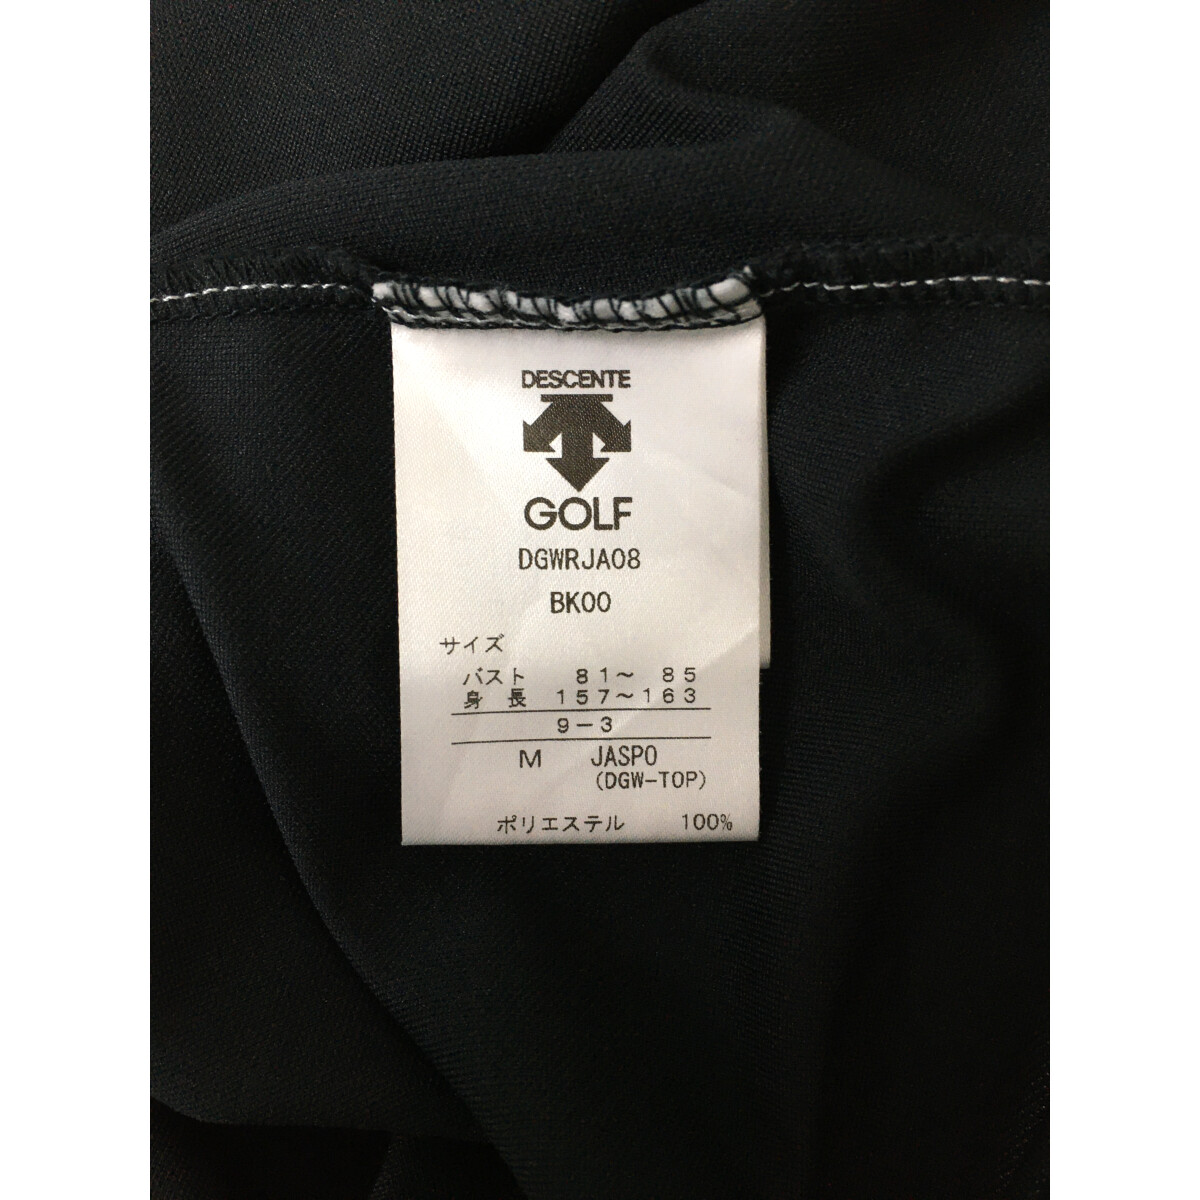 DESCENTE
GOLF
DGWRJA08
BK00
サイズ
バスト 81～ 85
身長 157～163
9-3
M JASPO
(DGW-TOP)
ポリエステル 100%